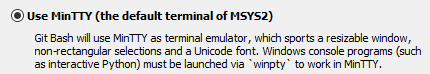 Use MinTTY (the default terminal of MSYS2)
Git Bash will use MinTTY as terminal emulator, which sports a resizable window,
non-rectangular selections and a Unicode font. Windows console programs (such
as interactive Python) must be launched via `winpty` to work in MinTTY.